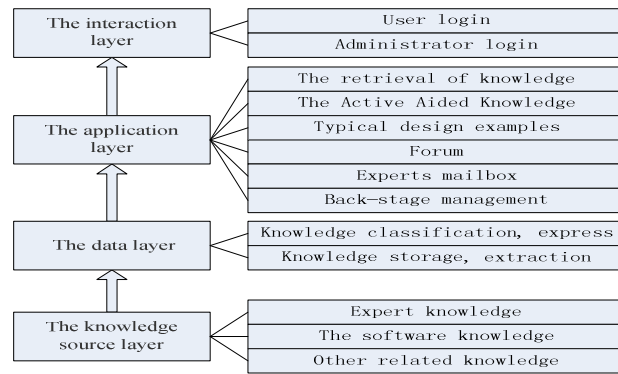 The interaction
layer
User login
Administrator login
The application
layer
The retrieval of knowledge
The Active Aided Knowledge
Typical design examples
Forum
Experts mailbox
Back-stage management
The data layer
Knowledge classification, express
Knowledge storage, extraction
The knowledge
source layer
Expert knowledge
The software knowledge
Other related knowledge